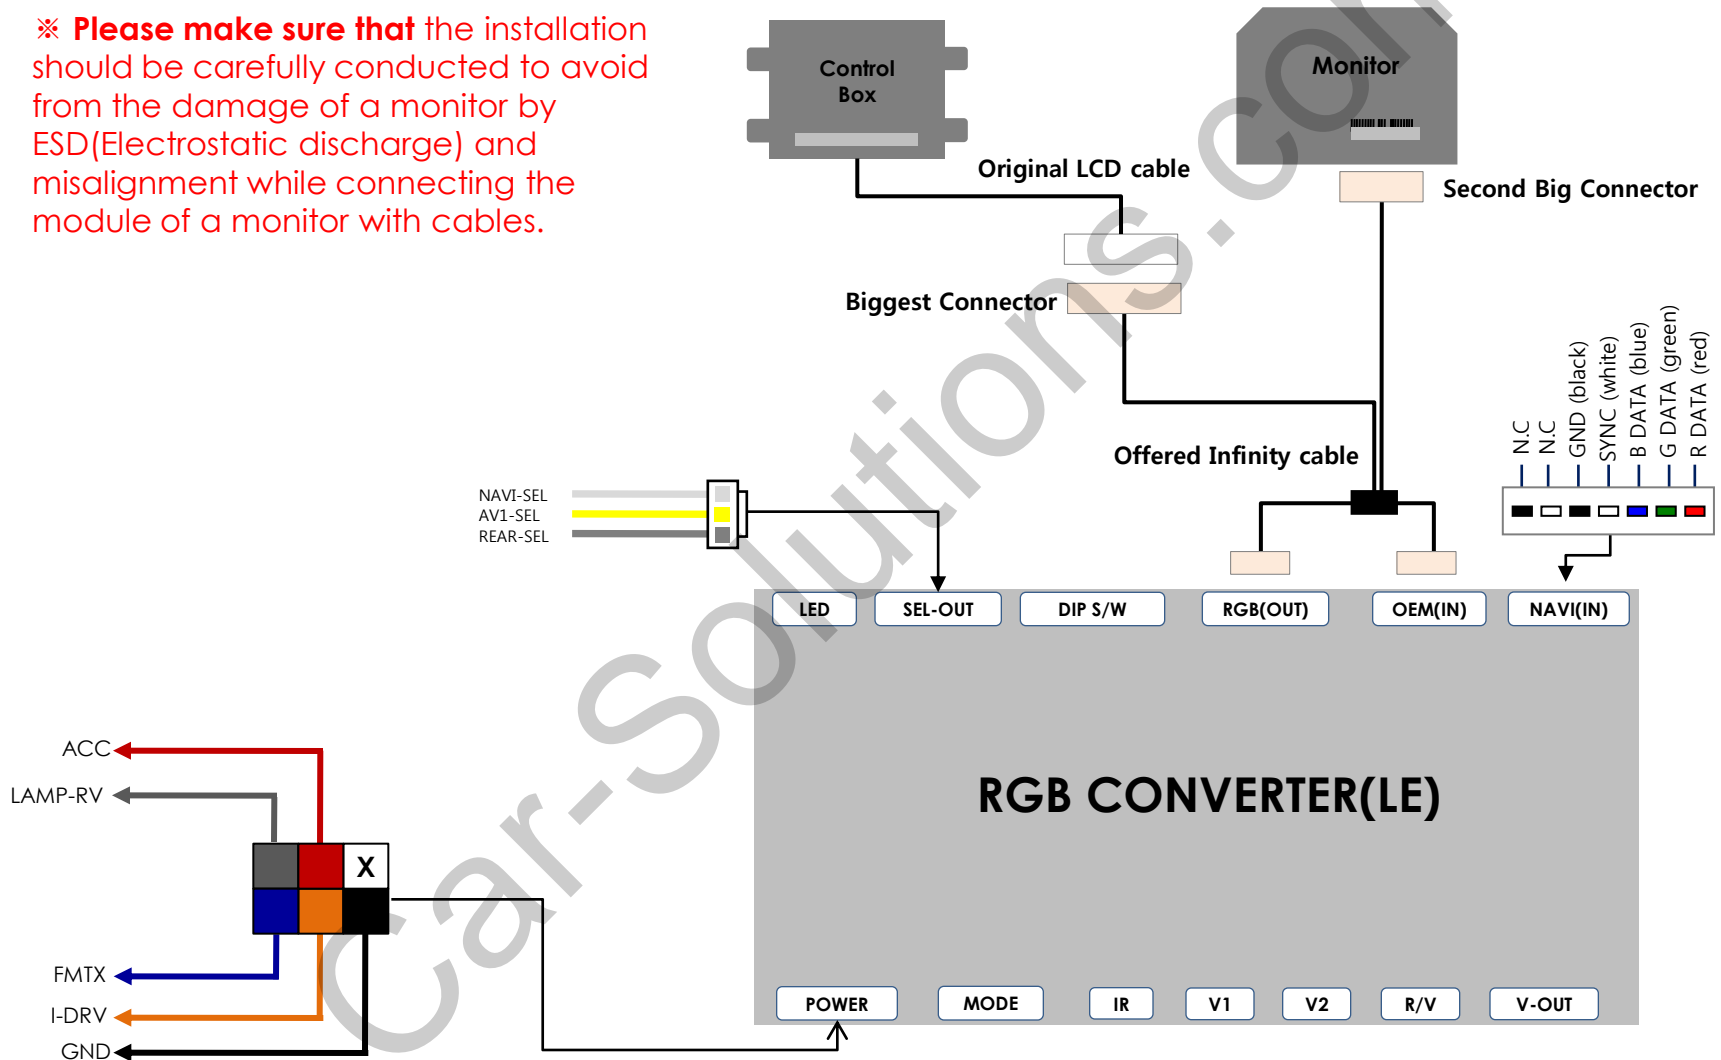 ※ Please make sure that the installation
should be carefully conducted to avoid
from the damage of a monitor by
ESD(Electrostatic discharge) and
misalignment while connecting the
module of a monitor with cables.
Control
Box
Monitor
Original LCD cable
Second Big Connector
Biggest Connector
Offered Infinity cable
N.C
N.C
GND (black)
SYNC (white)
B DATA (blue)
G DATA (green)
R DATA (red)
NAVI-SEL
AV1-SEL
REAR-SEL
LED
SEL-OUT
DIP S/W
RGB(OUT)
OEM(IN)
NAVI(IN)
RGB CONVERTER(LE)
ACC
LAMP-RV
X
FMTX
I-DRV
GND
POWER
MODE
IR
V1
V2
R/V
V-OUT
Car-Solutions.com